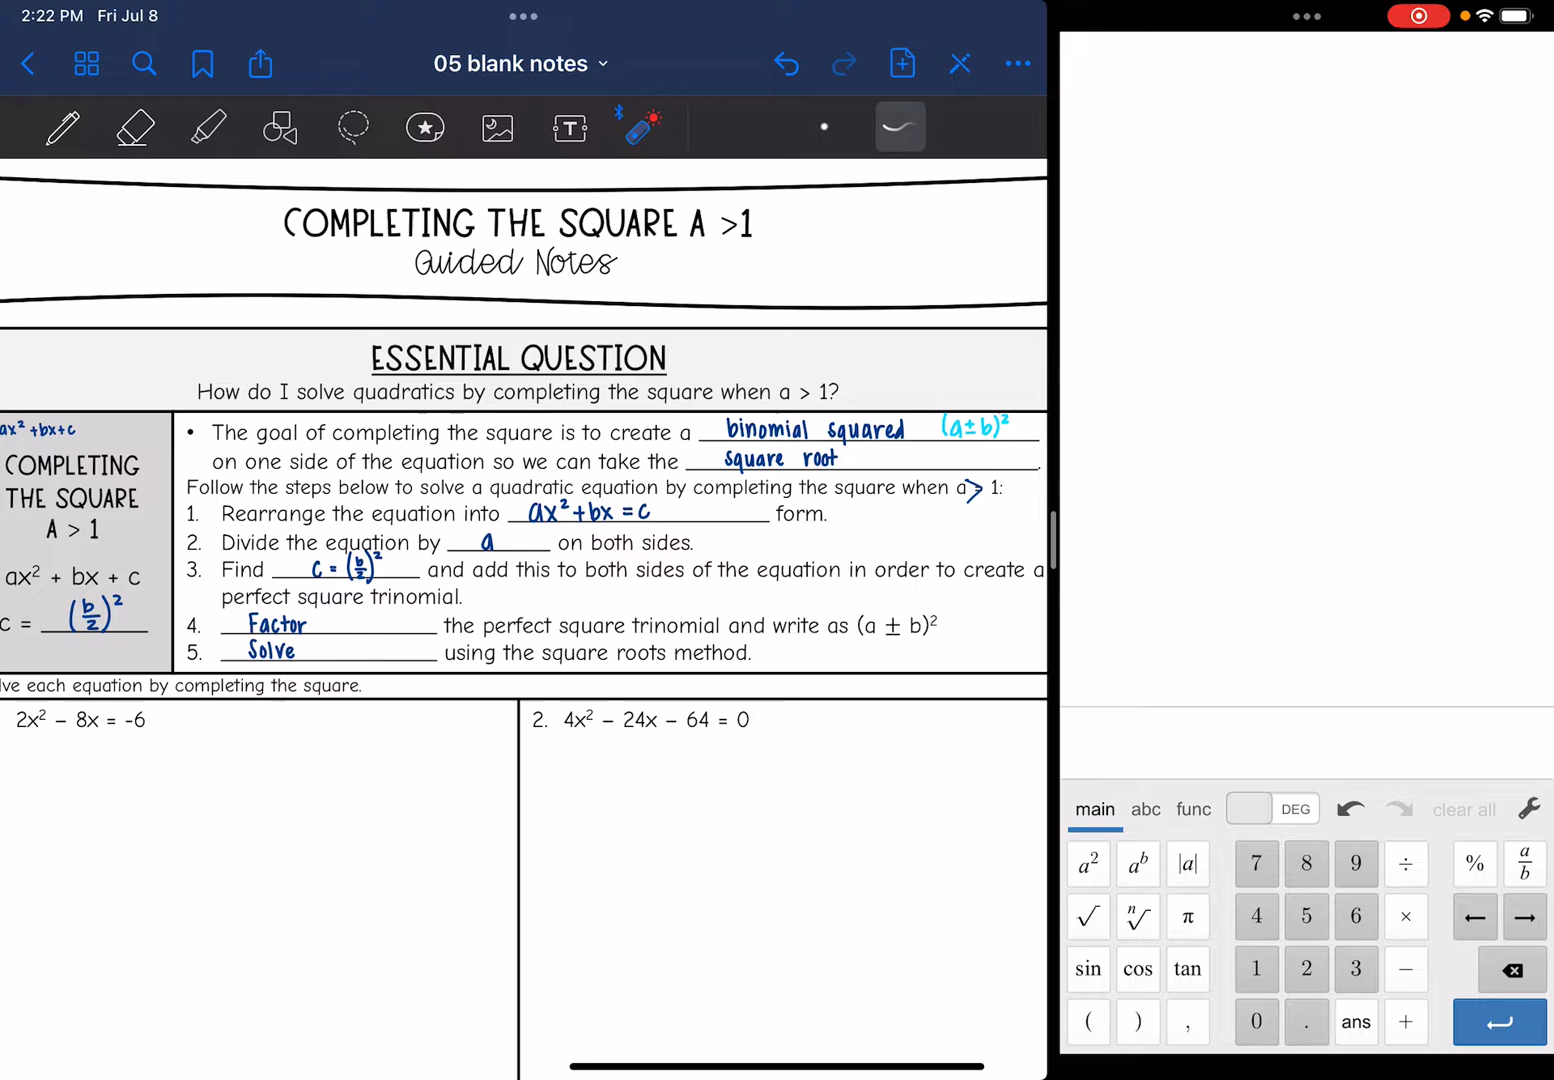 2:22 PM Fri Jul 8
05 blank notes
T
COMPLETING THE SQUARE A >1
Guided Notes
ESSENTIAL QUESTION
How do I solve quadratics by completing the square when a > 1?
ax² + bx + c
COMPLETING
THE SQUARE
A > 1
ax² + bx + c
c = (b/2)²
• The goal of completing the square is to create a binomial squared (a ± b)²
on one side of the equation so we can take the square root.
Follow the steps below to solve a quadratic equation by completing the square when a > 1:
1. Rearrange the equation into ax² + bx = c form.
2. Divide the equation by a on both sides.
3. Find c = (b/2)² and add this to both sides of the equation in order to create a
perfect square trinomial.
4. Factor the perfect square trinomial and write as (a ± b)²
5. Solve using the square roots method.
lve each equation by completing the square.
2x² − 8x = -6
2. 4x² − 24x − 64 = 0
main abc func DEG clear all
a² aᵇ |a| 7 8 9 ÷ % a/b
√ ⁿ√ π 4 5 6 × ← →
sin cos tan 1 2 3 −
( ) , 0 . ans +